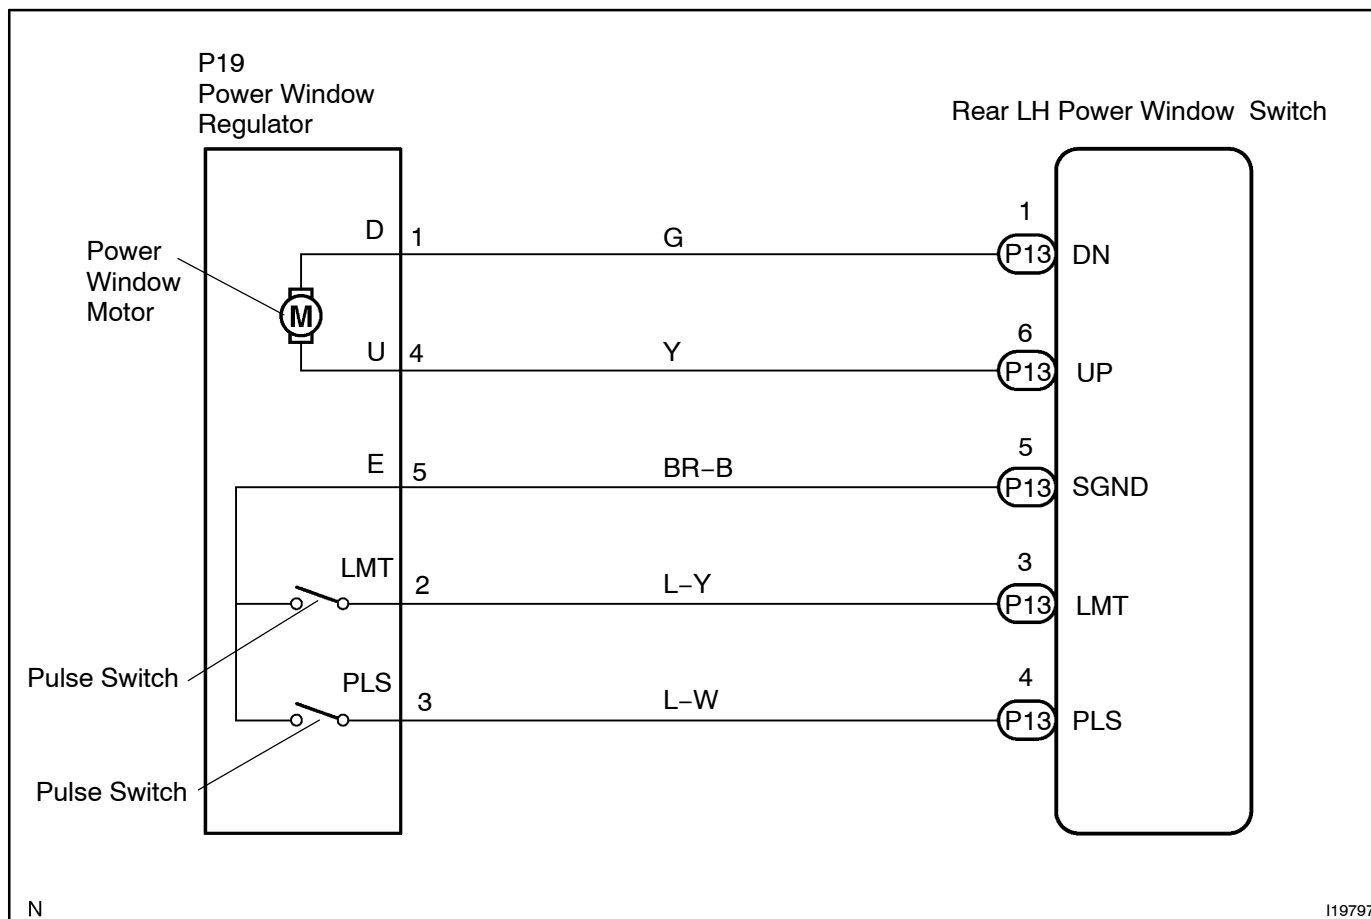 P19
Power Window
Regulator
Rear LH Power Window Switch
Power
Window
Motor
M
D 1 G 1 P13 DN
U 4 Y 6 P13 UP
E 5 BR–B 5 P13 SGND
LMT 2 L–Y 3 P13 LMT
Pulse Switch
PLS 3 L–W 4 P13 PLS
Pulse Switch
N
I19797